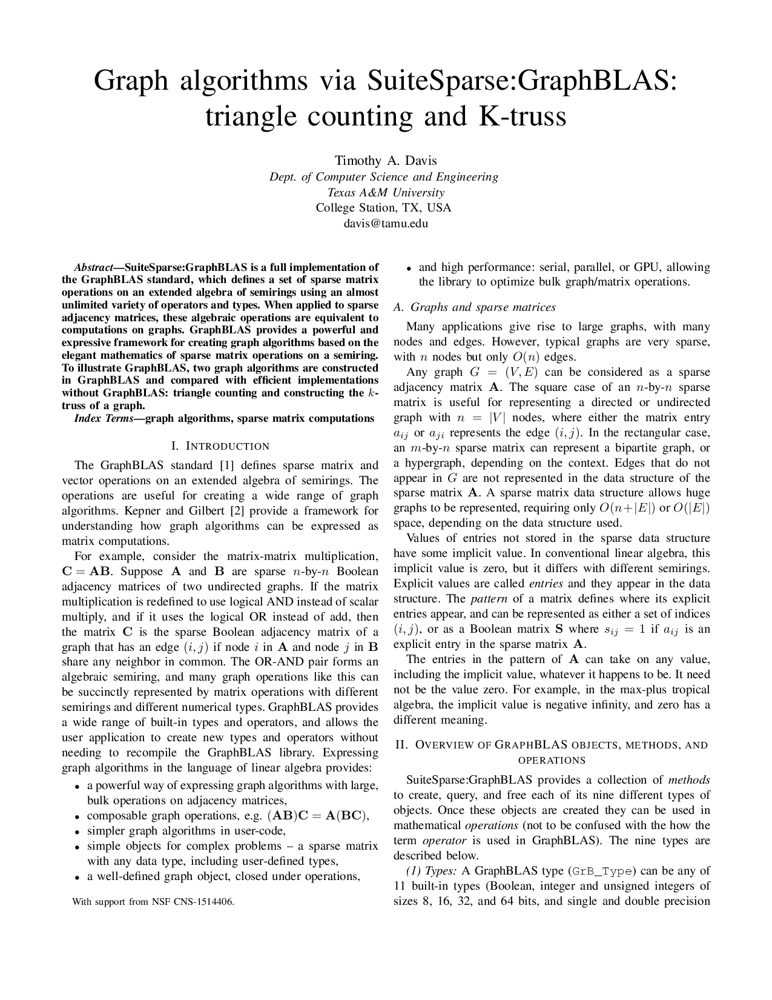 Graph algorithms via SuiteSparse:GraphBLAS:
triangle counting and K-truss
Timothy A. Davis
Dept. of Computer Science and Engineering
Texas A&M University
College Station, TX, USA
davis@tamu.edu
Abstract—SuiteSparse:GraphBLAS is a full implementation of
the GraphBLAS standard, which defines a set of sparse matrix
operations on an extended algebra of semirings using an almost
unlimited variety of operators and types. When applied to sparse
adjacency matrices, these algebraic operations are equivalent to
computations on graphs. GraphBLAS provides a powerful and
expressive framework for creating graph algorithms based on the
elegant mathematics of sparse matrix operations on a semiring.
To illustrate GraphBLAS, two graph algorithms are constructed
in GraphBLAS and compared with efficient implementations
without GraphBLAS: triangle counting and constructing the k-
truss of a graph.
Index Terms—graph algorithms, sparse matrix computations
I. INTRODUCTION
The GraphBLAS standard [1] defines sparse matrix and
vector operations on an extended algebra of semirings. The
operations are useful for creating a wide range of graph
algorithms. Kepner and Gilbert [2] provide a framework for
understanding how graph algorithms can be expressed as
matrix computations.
For example, consider the matrix-matrix multiplication,
C = AB. Suppose A and B are sparse n-by-n Boolean
adjacency matrices of two undirected graphs. If the matrix
multiplication is redefined to use logical AND instead of scalar
multiply, and if it uses the logical OR instead of add, then
the matrix C is the sparse Boolean adjacency matrix of a
graph that has an edge (i, j) if node i in A and node j in B
share any neighbor in common. The OR-AND pair forms an
algebraic semiring, and many graph operations like this can
be succinctly represented by matrix operations with different
semirings and different numerical types. GraphBLAS provides
a wide range of built-in types and operators, and allows the
user application to create new types and operators without
needing to recompile the GraphBLAS library. Expressing
graph algorithms in the language of linear algebra provides:
• a powerful way of expressing graph algorithms with large,
bulk operations on adjacency matrices,
• composable graph operations, e.g. (AB)C = A(BC),
• simpler graph algorithms in user-code,
• simple objects for complex problems – a sparse matrix
with any data type, including user-defined types,
• a well-defined graph object, closed under operations,
With support from NSF CNS-1514406.
• and high performance: serial, parallel, or GPU, allowing
the library to optimize bulk graph/matrix operations.
A. Graphs and sparse matrices
Many applications give rise to large graphs, with many
nodes and edges. However, typical graphs are very sparse,
with n nodes but only O(n) edges.
Any graph G = (V, E) can be considered as a sparse
adjacency matrix A. The square case of an n-by-n sparse
matrix is useful for representing a directed or undirected
graph with n = |V| nodes, where either the matrix entry
aij or aji represents the edge (i, j). In the rectangular case,
an m-by-n sparse matrix can represent a bipartite graph, or
a hypergraph, depending on the context. Edges that do not
appear in G are not represented in the data structure of the
sparse matrix A. A sparse matrix data structure allows huge
graphs to be represented, requiring only O(n+|E|) or O(|E|)
space, depending on the data structure used.
Values of entries not stored in the sparse data structure
have some implicit value. In conventional linear algebra, this
implicit value is zero, but it differs with different semirings.
Explicit values are called entries and they appear in the data
structure. The pattern of a matrix defines where its explicit
entries appear, and can be represented as either a set of indices
(i, j), or as a Boolean matrix S where sij = 1 if aij is an
explicit entry in the sparse matrix A.
The entries in the pattern of A can take on any value,
including the implicit value, whatever it happens to be. It need
not be the value zero. For example, in the max-plus tropical
algebra, the implicit value is negative infinity, and zero has a
different meaning.
II. OVERVIEW OF GRAPHBLAS OBJECTS, METHODS, AND
OPERATIONS
SuiteSparse:GraphBLAS provides a collection of methods
to create, query, and free each of its nine different types of
objects. Once these objects are created they can be used in
mathematical operations (not to be confused with the how the
term operator is used in GraphBLAS). The nine types are
described below.
(1) Types: A GraphBLAS type (GrB_Type) can be any of
11 built-in types (Boolean, integer and unsigned integers of
sizes 8, 16, 32, and 64 bits, and single and double precision